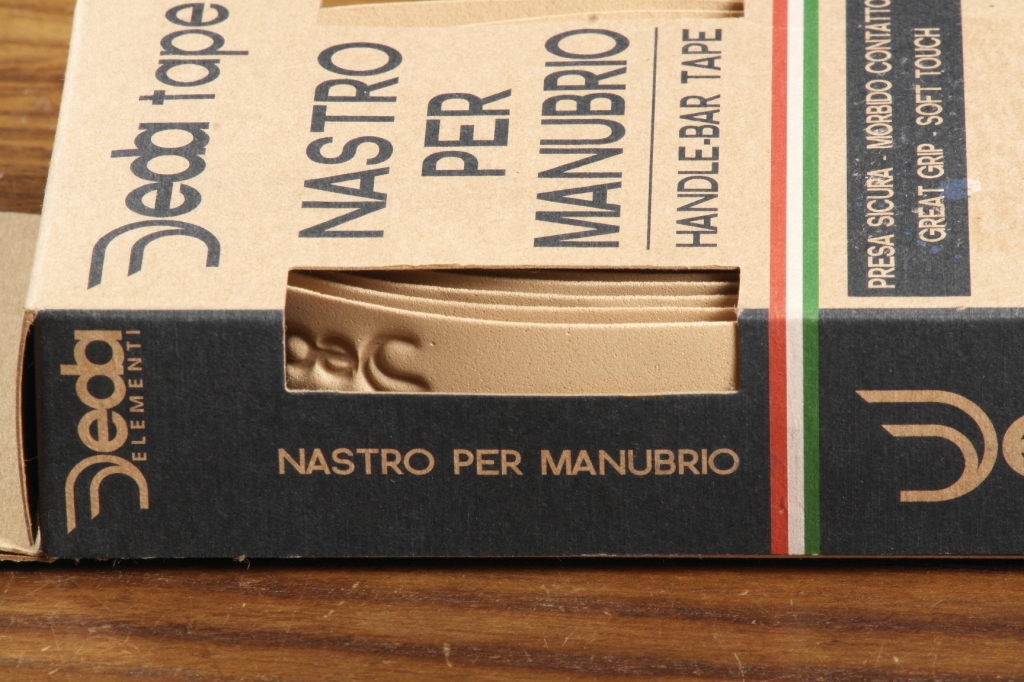 Deda tape
NASTRO
PER
MANUBRIO
HANDLE-BAR TAPE
PRESA SICURA - MORBIDO CONTATTO
GREAT GRIP - SOFT TOUCH
Deda
ELEMENTI
NASTRO PER MANUBRIO